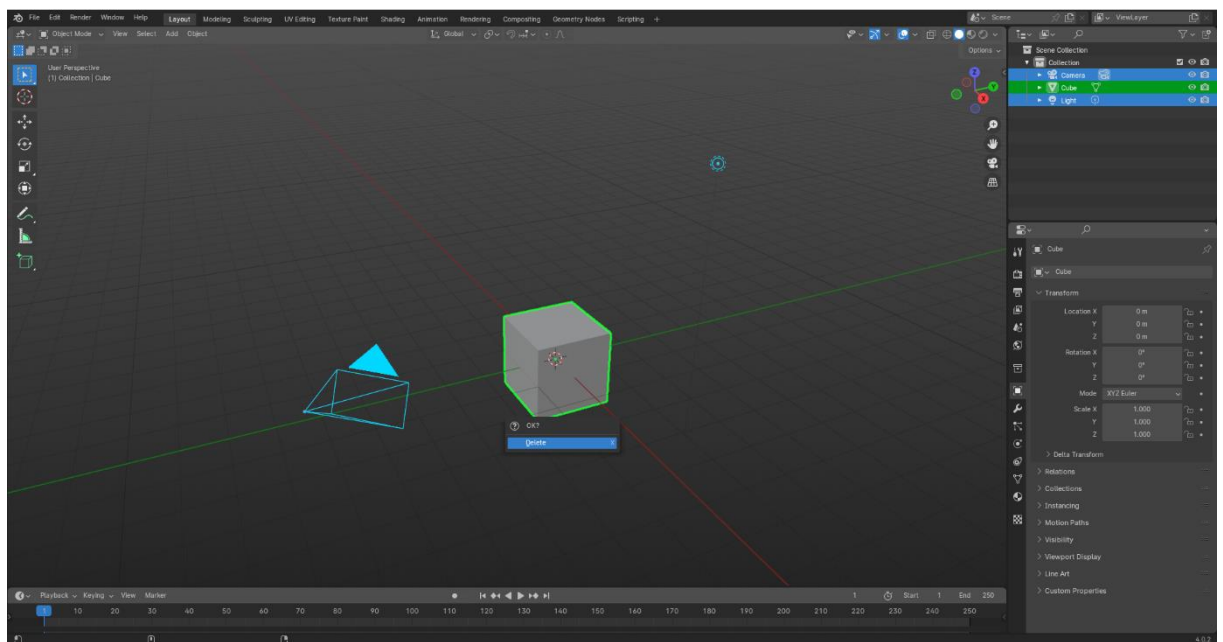 File Edit Render Window Help Layout Modeling Sculpting UV Editing Texture Paint Shading Animation Rendering Compositing Geometry Nodes Scripting + Scene ViewLayer
Object Mode View Select Add Object Global
Options
User Perspective
(1) Collection | Cube
Z
Y
X
Scene Collection
Collection
Camera
Cube
Light
Cube
Cube
Transform
Location X 0 m
Y 0 m
Z 0 m
Rotation X 0°
Y 0°
Z 0°
Mode XYZ Euler
Scale X 1.000
Y 1.000
Z 1.000
Delta Transform
Relations
Collections
Instancing
Motion Paths
Visibility
Viewport Display
Line Art
Custom Properties
OK?
Delete X
Playback Keying View Marker 1 Start 1 End 250
1 10 20 30 40 50 60 70 80 90 100 110 120 130 140 150 160 170 180 190 200 210 220 230 240 250
4.0.2